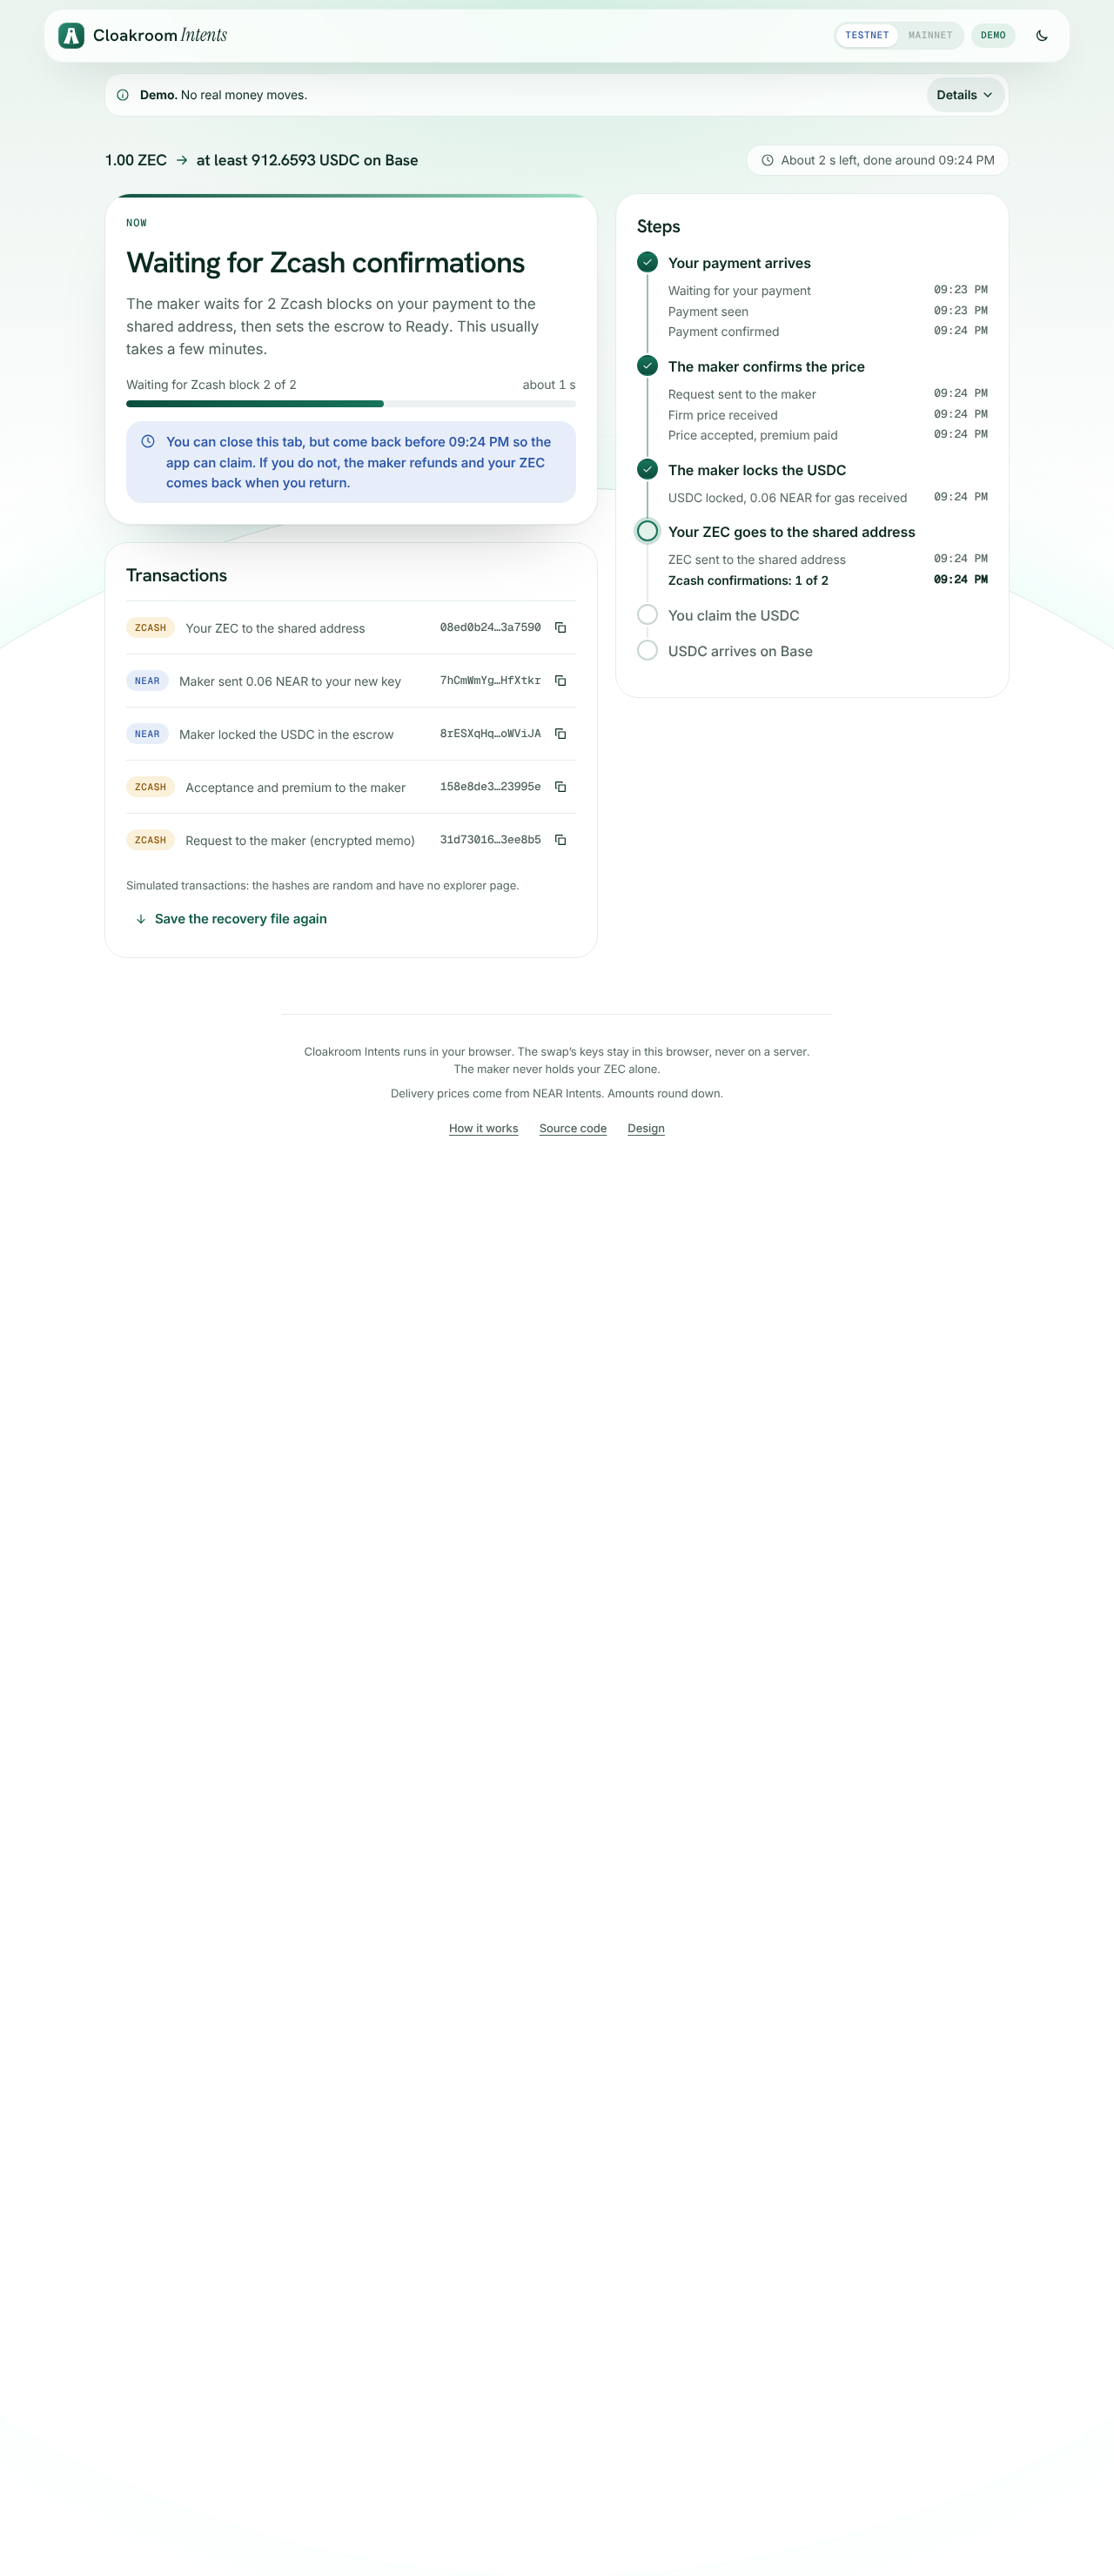 Cloakroom Intents
TESTNET MAINNET DEMO
Demo. No real money moves.
Details
1.00 ZEC → at least 912.6593 USDC on Base
About 2 s left, done around 09:24 PM
NOW
Waiting for Zcash confirmations
The maker waits for 2 Zcash blocks on your payment to the
shared address, then sets the escrow to Ready. This usually
takes a few minutes.
Waiting for Zcash block 2 of 2 about 1 s
You can close this tab, but come back before 09:24 PM so the
app can claim. If you do not, the maker refunds and your ZEC
comes back when you return.
Transactions
ZCASH Your ZEC to the shared address 08ed0b24…3a7590
NEAR Maker sent 0.06 NEAR to your new key 7hCmWmYg…HfXtkr
NEAR Maker locked the USDC in the escrow 8rESXqHq…oWViJA
ZCASH Acceptance and premium to the maker 158e8de3…23995e
ZCASH Request to the maker (encrypted memo) 31d73016…3ee8b5
Simulated transactions: the hashes are random and have no explorer page.
Save the recovery file again
Steps
Your payment arrives
Waiting for your payment 09:23 PM
Payment seen 09:23 PM
Payment confirmed 09:24 PM
The maker confirms the price
Request sent to the maker 09:24 PM
Firm price received 09:24 PM
Price accepted, premium paid 09:24 PM
The maker locks the USDC
USDC locked, 0.06 NEAR for gas received 09:24 PM
Your ZEC goes to the shared address
ZEC sent to the shared address 09:24 PM
Zcash confirmations: 1 of 2 09:24 PM
You claim the USDC
USDC arrives on Base
Cloakroom Intents runs in your browser. The swap’s keys stay in this browser, never on a server.
The maker never holds your ZEC alone.
Delivery prices come from NEAR Intents. Amounts round down.
How it works Source code Design